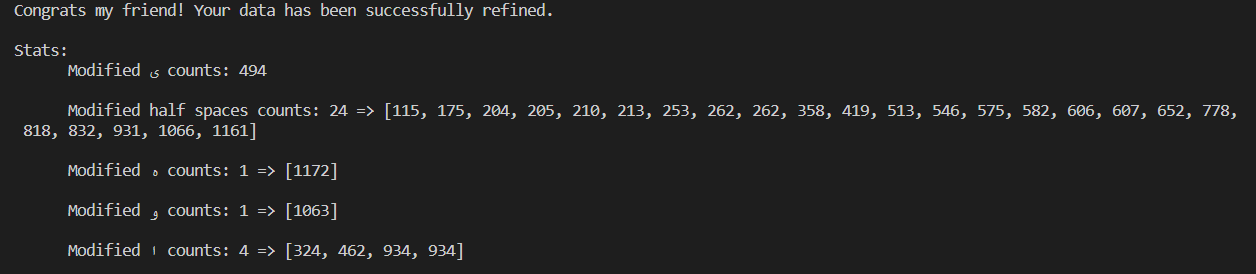 Congrats my friend! Your data has been successfully refined.
Stats:
Modified ی counts: 494
Modified half spaces counts: 24 => [115, 175, 204, 205, 210, 213, 253, 262, 262, 358, 419, 513, 546, 575, 582, 606, 607, 652, 778,
818, 832, 931, 1066, 1161]
Modified ه counts: 1 => [1172]
Modified و counts: 1 => [1063]
Modified ا counts: 4 => [324, 462, 934, 934]